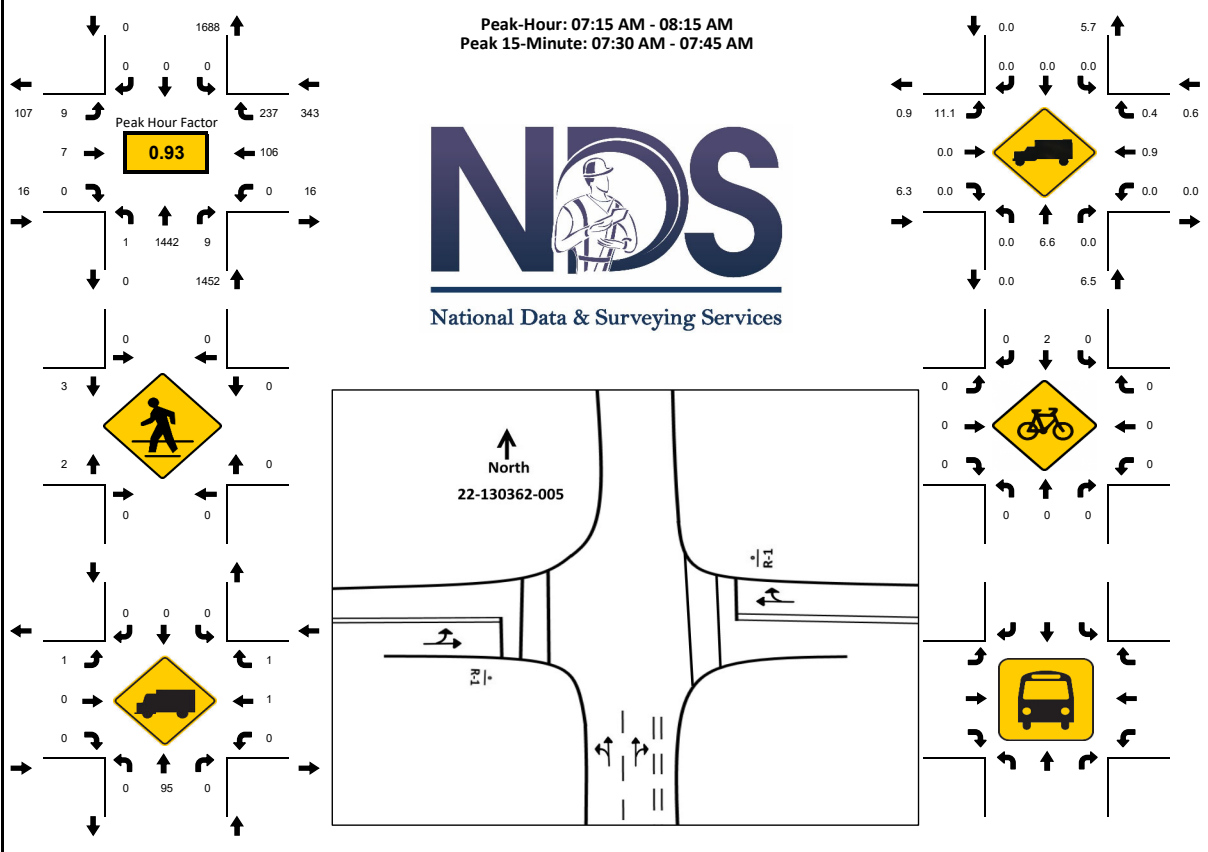 Peak-Hour: 07:15 AM - 08:15 AM
Peak 15-Minute: 07:30 AM - 07:45 AM
0 1688
0 0 0
107 9 237 343
Peak Hour Factor
7 0.93 106
16 0 0 16
1 1442 9
0 1452
0.0 5.7
0.0 0.0 0.0
0.9 11.1 0.4 0.6
0.0 0.9
6.3 0.0 0.0 0.0
0.0 6.6 0.0
0.0 6.5
NDS
National Data & Surveying Services
0 0
3 0
2 0
0 0
0 2 0
0 0
0 0
0 0
0 0 0
North
22-130362-005
R-1
R-1
0 0 0
1 1
0 1
0 0
0 95 0